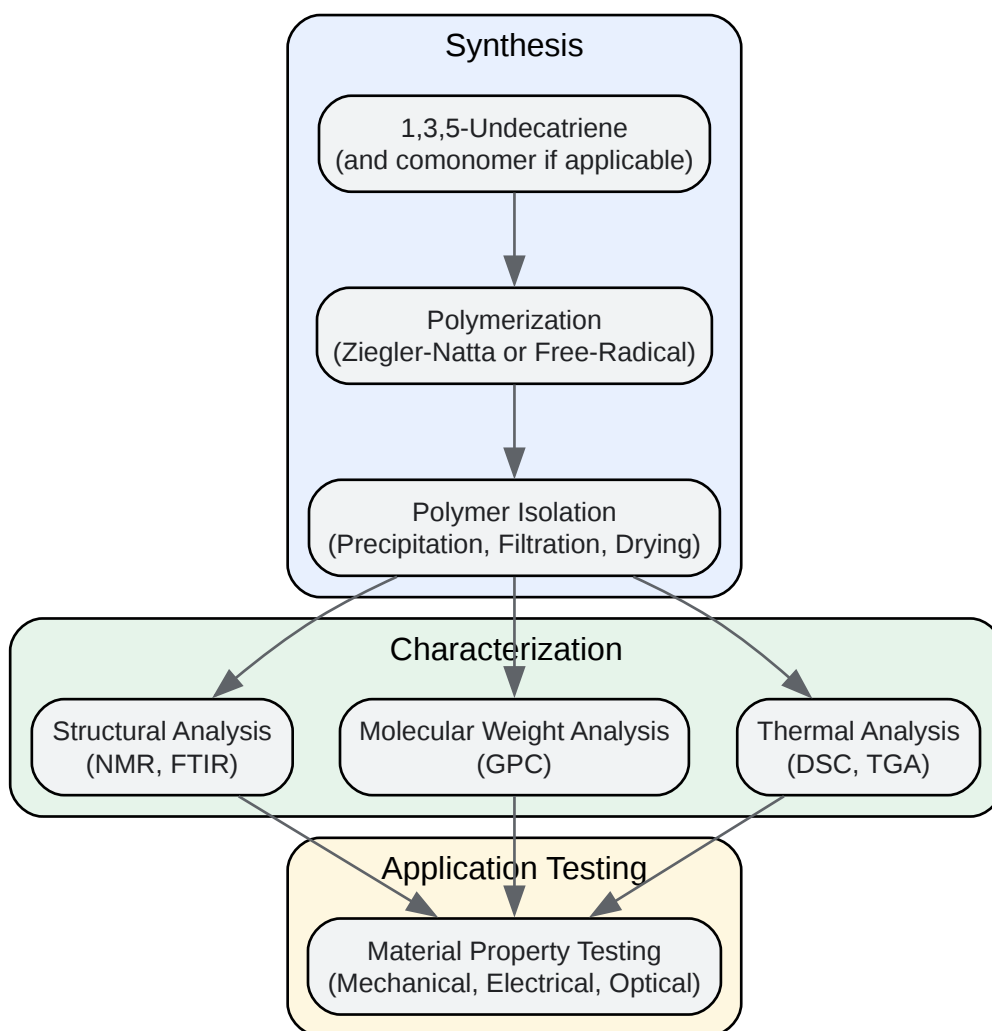 Synthesis
1,3,5-Undecatriene
(and comonomer if applicable)
Polymerization
(Ziegler-Natta or Free-Radical)
Polymer Isolation
(Precipitation, Filtration, Drying)
Characterization
Structural Analysis
(NMR, FTIR)
Molecular Weight Analysis
(GPC)
Thermal Analysis
(DSC, TGA)
Application Testing
Material Property Testing
(Mechanical, Electrical, Optical)